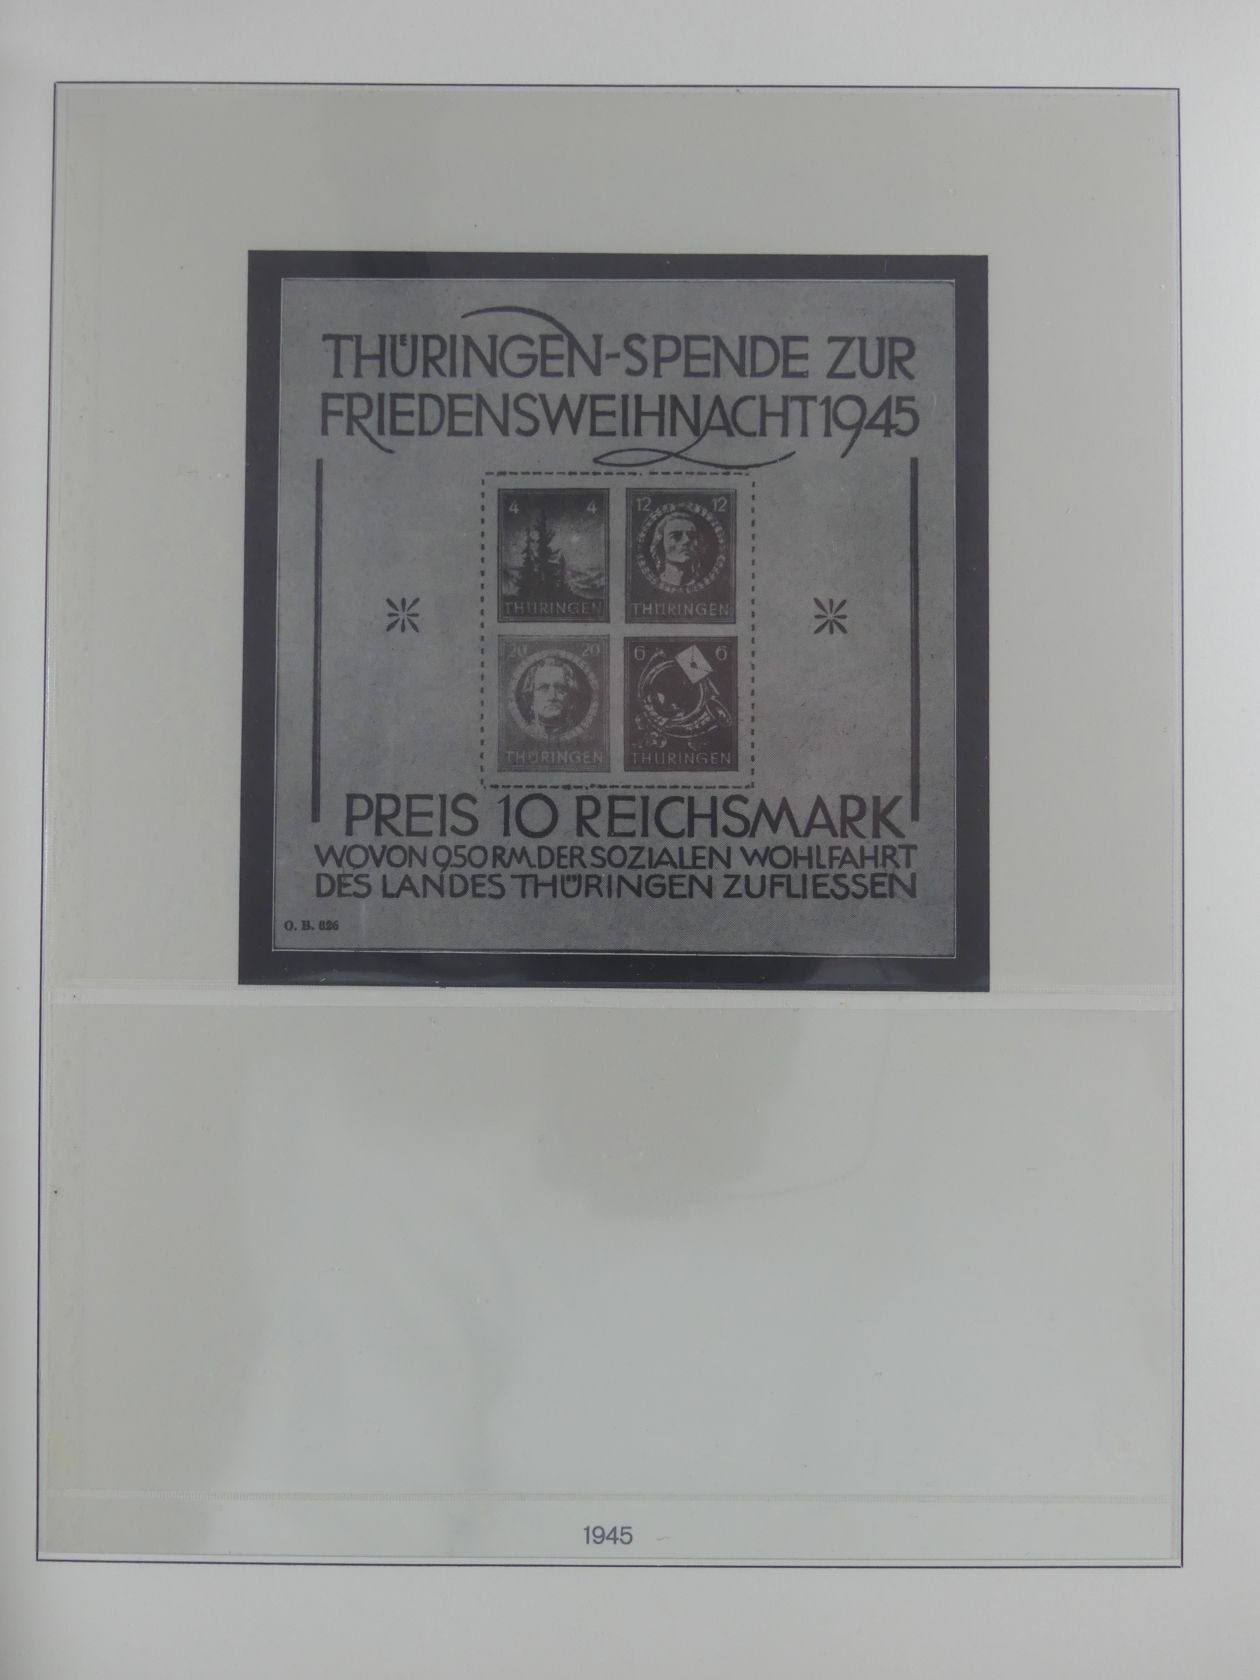 THÜRINGEN-SPENDE ZUR
FRIEDENSWEIHNACHT 1945
4 4
12 12
THÜRINGEN
THÜRINGEN
20 20
6 6
THÜRINGEN
THÜRINGEN
PREIS 10 REICHSMARK
WOVON 9.50 RM. DER SOZIALEN WOHLFAHRT
DES LANDES THÜRINGEN ZUFLIESSEN
O. B. 826
1945